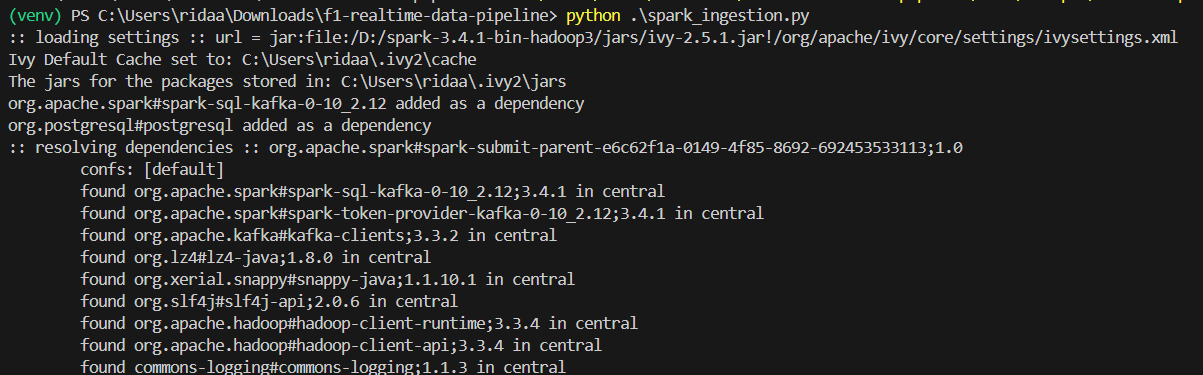 (venv) PS C:\Users\ridaa\Downloads\f1-realtime-data-pipeline> python .\spark_ingestion.py
:: loading settings :: url = jar:file:/D:/spark-3.4.1-bin-hadoop3/jars/ivy-2.5.1.jar!/org/apache/ivy/core/settings/ivysettings.xml
Ivy Default Cache set to: C:\Users\ridaa\.ivy2\cache
The jars for the packages stored in: C:\Users\ridaa\.ivy2\jars
org.apache.spark#spark-sql-kafka-0-10_2.12 added as a dependency
org.postgresql#postgresql added as a dependency
:: resolving dependencies :: org.apache.spark#spark-submit-parent-e6c62f1a-0149-4f85-8692-692453533113;1.0
confs: [default]
found org.apache.spark#spark-sql-kafka-0-10_2.12;3.4.1 in central
found org.apache.spark#spark-token-provider-kafka-0-10_2.12;3.4.1 in central
found org.apache.kafka#kafka-clients;3.3.2 in central
found org.lz4#lz4-java;1.8.0 in central
found org.xerial.snappy#snappy-java;1.1.10.1 in central
found org.slf4j#slf4j-api;2.0.6 in central
found org.apache.hadoop#hadoop-client-runtime;3.3.4 in central
found org.apache.hadoop#hadoop-client-api;3.3.4 in central
found commons-logging#commons-logging;1.1.3 in central